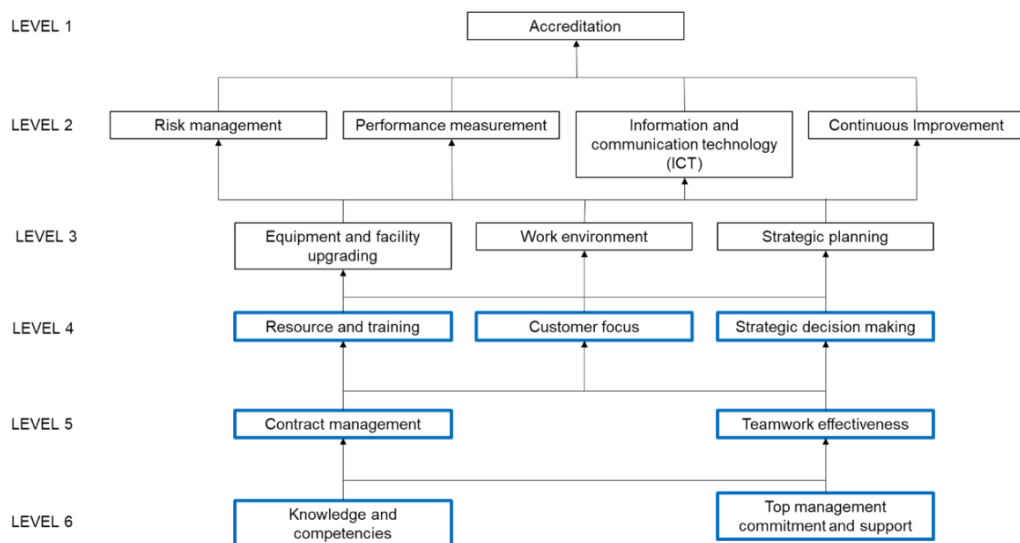 LEVEL 1
Accreditation
LEVEL 2
Risk management
Performance measurement
Information and
communication technology
(ICT)
Continuous Improvement
LEVEL 3
Equipment and facility
upgrading
Work environment
Strategic planning
LEVEL 4
Resource and training
Customer focus
Strategic decision making
LEVEL 5
Contract management
Teamwork effectiveness
LEVEL 6
Knowledge and
competencies
Top management
commitment and support